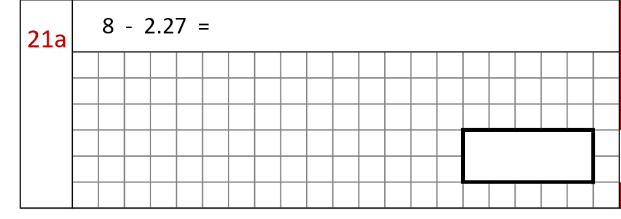 21a
8 - 2.27 =